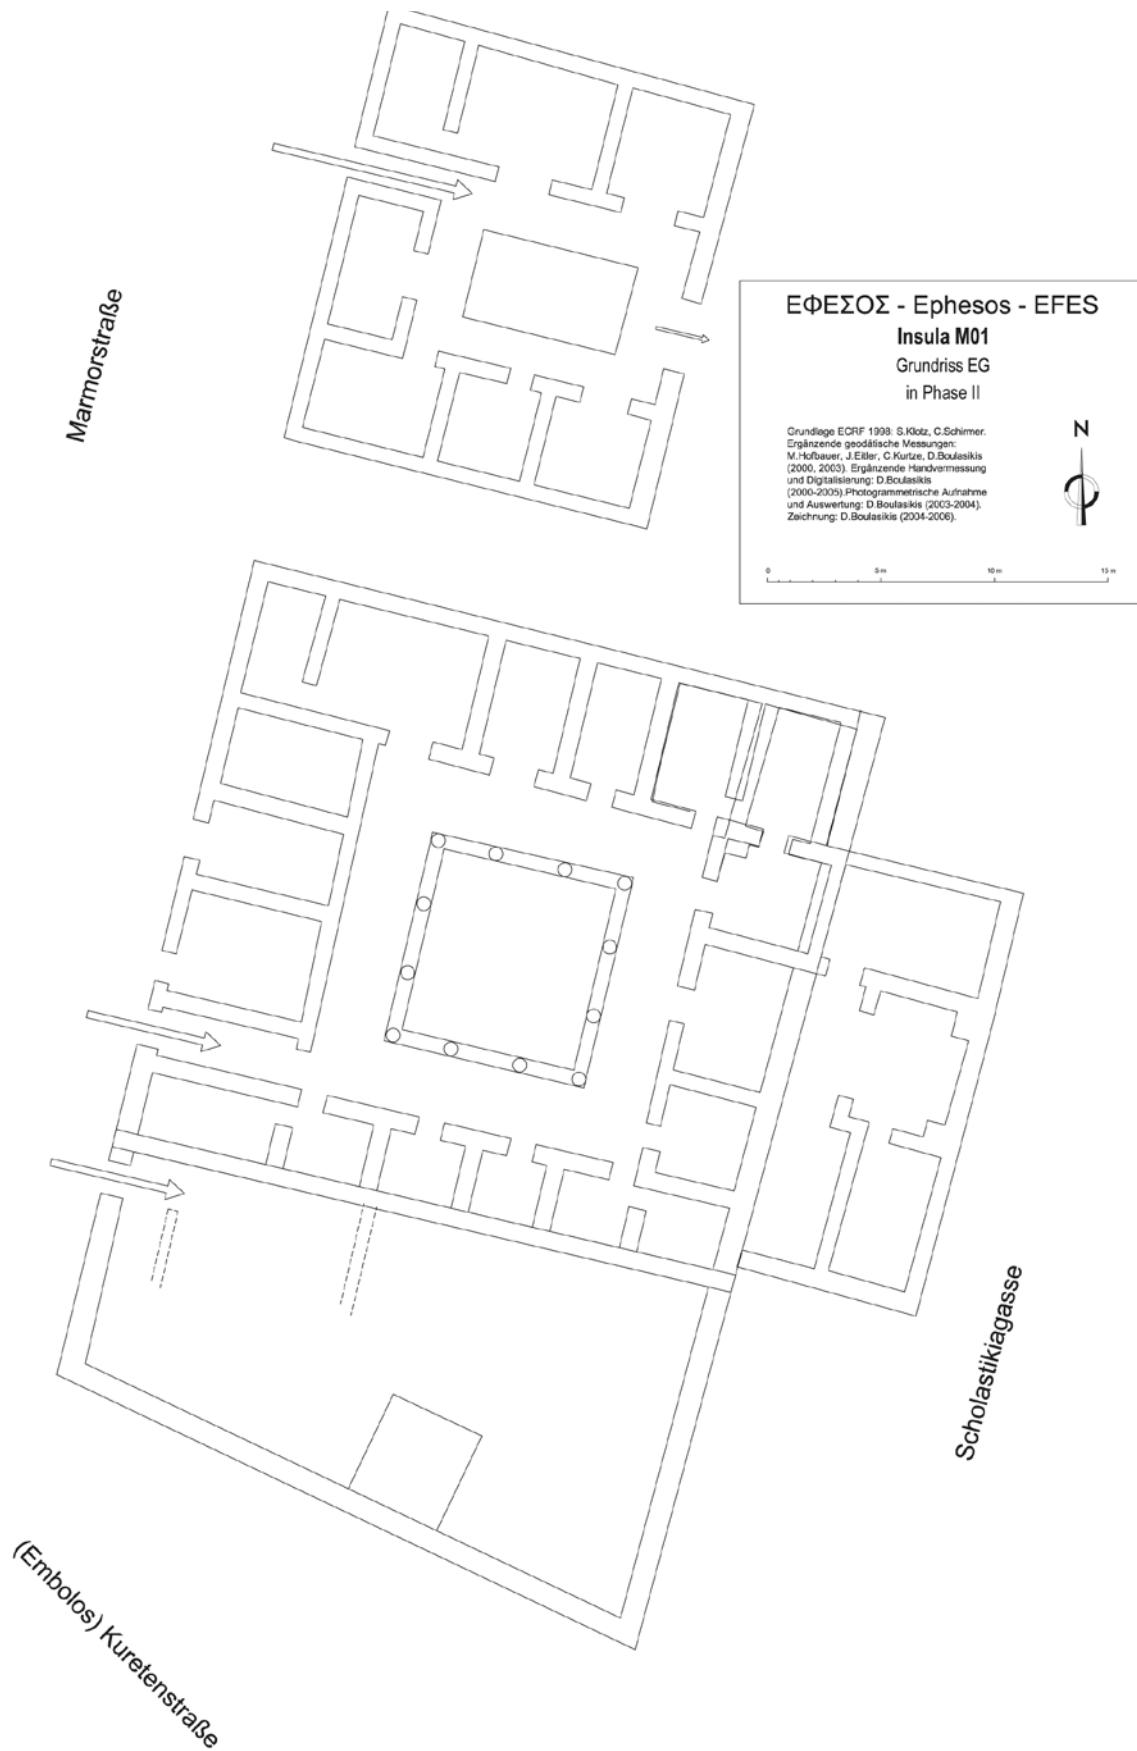 Marmorstraße
ΕΦΕΣΟΣ - Ephesos - EFES
Insula M01
Grundriss EG
in Phase II
Grundlage ECRF 1998: S.Klotz, C.Schirmer.
Ergänzende geodätische Messungen:
M.Hofbauer, J.Eitler, C.Kurtze, D.Boulasikis
(2000, 2003). Ergänzende Handvermessung
und Digitalisierung: D.Boulasikis
(2000-2005).Photogrammetrische Aufnahme
und Auswertung: D.Boulasikis (2003-2004).
Zeichnung: D.Boulasikis (2004-2006).
N
0 5 m 10 m 15 m
Scholastikiagasse
(Embolos) Kuretenstraße